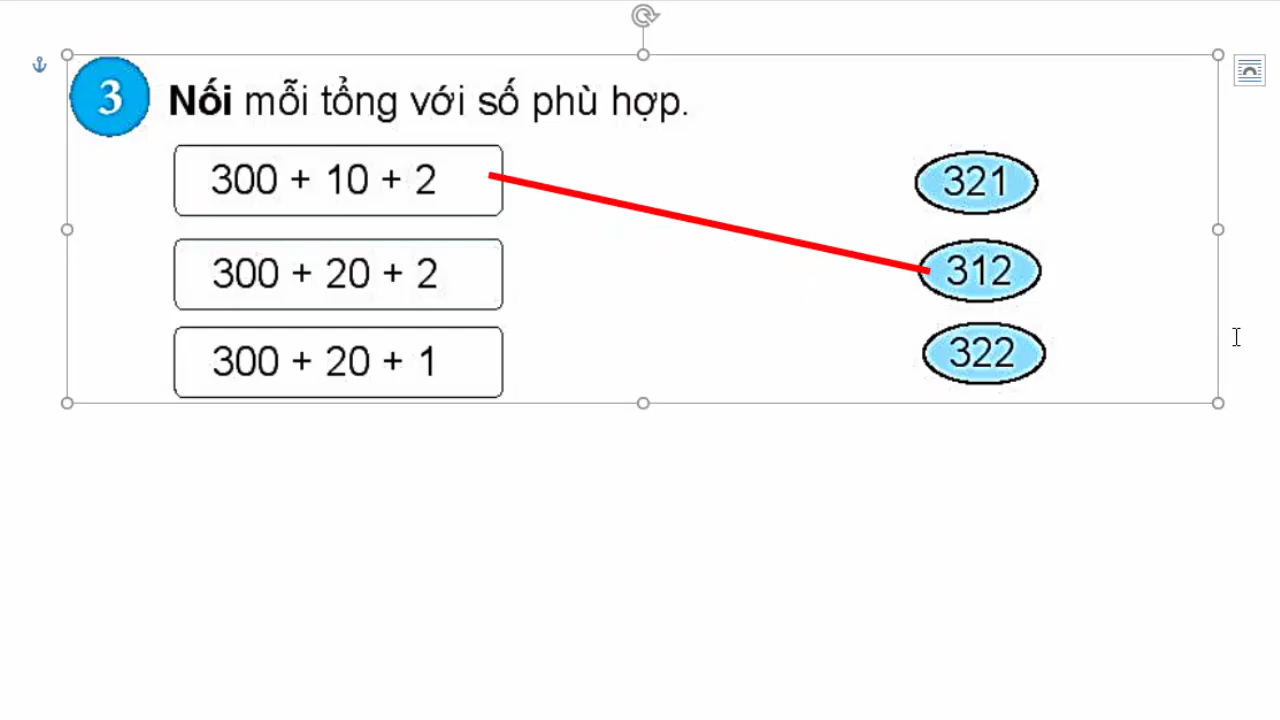 3 Nối mỗi tổng với số phù hợp.
300 + 10 + 2
321
300 + 20 + 2
312
300 + 20 + 1
322